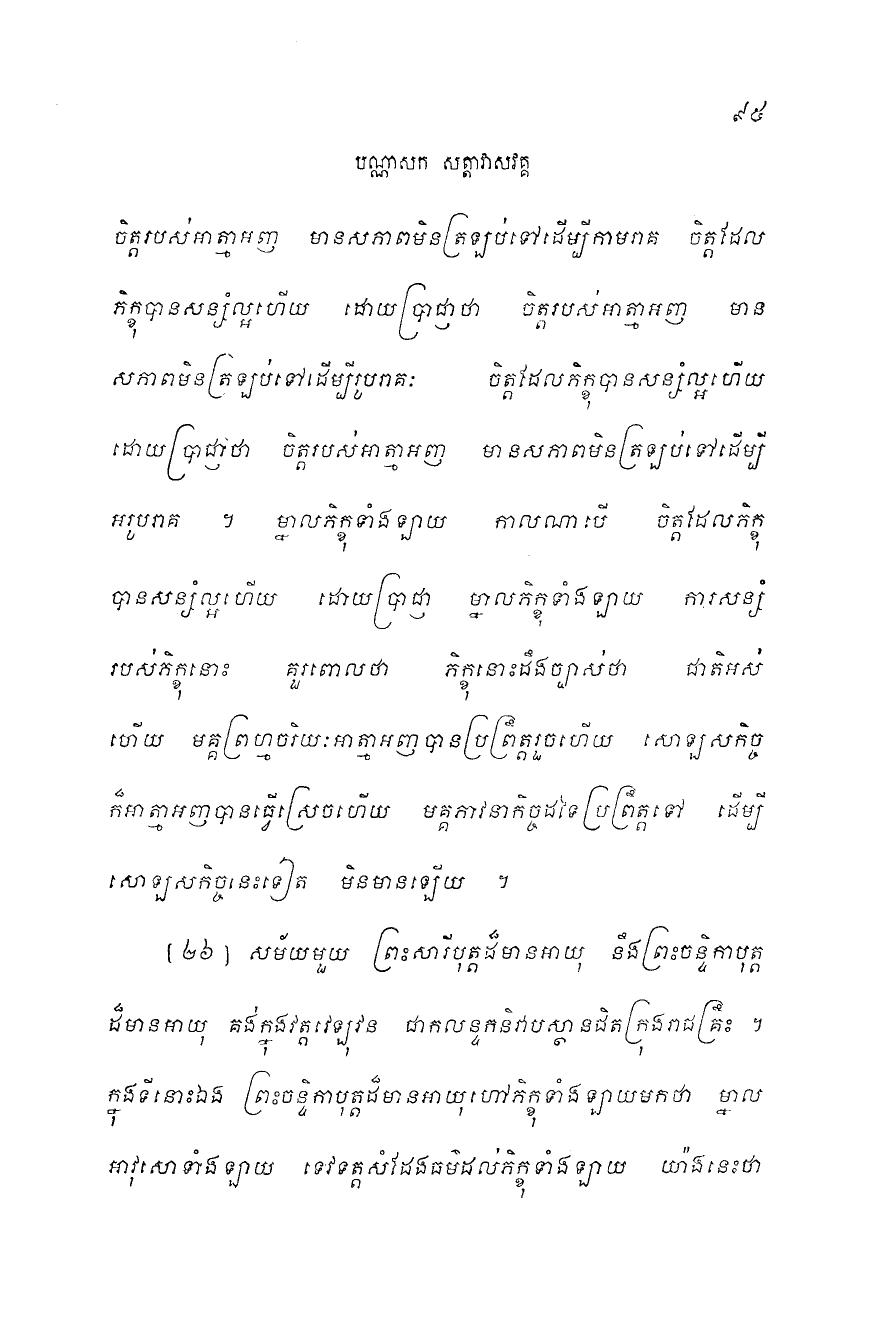 ៩៥
បណ្ណាសក សត្តាវាសវគ្គ
ចិត្តរបស់អាត្មាអញ មានសភាពមិនត្រឡប់ទៅដើម្បីកាមរាគ ចិត្តដែល
ភិក្ខុបានសន្សំល្អហើយ ដោយប្រាជ្ញាថា ចិត្តរបស់អាត្មាអញ មាន
សភាពមិនត្រឡប់ទៅដើម្បីរូបរាគៈ ចិត្តដែលភិក្ខុបានសន្សំល្អហើយ
ដោយប្រាជ្ញាថា ចិត្តរបស់អាត្មាអញ មានសភាពមិនត្រឡប់ទៅដើម្បី
អរូបរាគ ។ ម្នាលភិក្ខុទាំងឡាយ កាលណាបើ ចិត្តដែលភិក្ខុ
បានសន្សំល្អហើយ ដោយប្រាជ្ញា ម្នាលភិក្ខុទាំងឡាយ ការសន្សំ
របស់ភិក្ខុនោះ គួរពោលថា ភិក្ខុនោះដឹងច្បាស់ថា ជាតិអស់
ហើយ មគ្គព្រហ្មចរិយៈអាត្មាអញបានប្រព្រឹត្តរួចហើយ សោឡសកិច្ច
ក៏អាត្មាអញបានធ្វើស្រេចហើយ មគ្គភាវនាកិច្ចដទៃប្រព្រឹត្តទៅ ដើម្បី
សោឡសកិច្ចនេះទៀត មិនមានឡើយ ។
[២៦] សម័យមួយ ព្រះសារីបុត្តដ៏មានអាយុ នឹងព្រះចន្ទិកាបុត្ត
ដ៏មានអាយុ គង់ក្នុងវត្តវេឡុវន ជាកលន្ទកនិវាបស្ថានជិតក្រុងរាជគ្រឹះ ។
ក្នុងទីនោះឯង ព្រះចន្ទិកាបុត្តដ៏មានអាយុហៅភិក្ខុទាំងឡាយមកថា ម្នាល
អាវុសោទាំងឡាយ ទេវទត្តសំដែងធម៌ដល់ភិក្ខុទាំងឡាយ យ៉ាងនេះថា